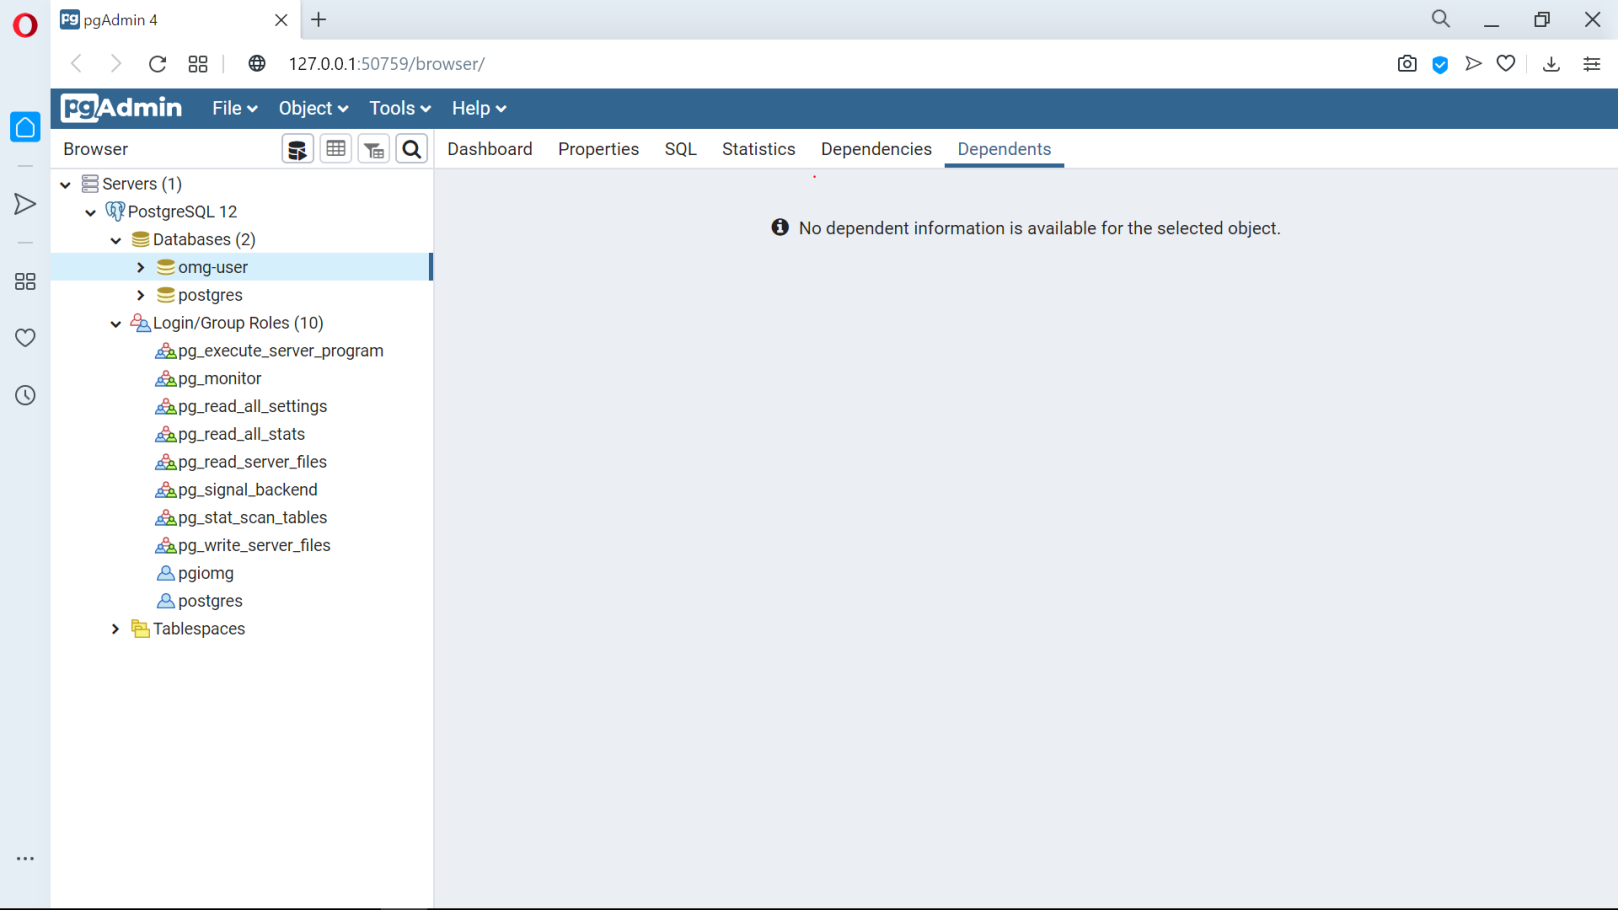 pg pgAdmin 4
127.0.0.1:50759/browser/
pgAdmin File Object Tools Help
Browser
Dashboard Properties SQL Statistics Dependencies Dependents
Servers (1)
PostgreSQL 12
Databases (2)
omg-user
postgres
Login/Group Roles (10)
pg_execute_server_program
pg_monitor
pg_read_all_settings
pg_read_all_stats
pg_read_server_files
pg_signal_backend
pg_stat_scan_tables
pg_write_server_files
pgiomg
postgres
Tablespaces
No dependent information is available for the selected object.